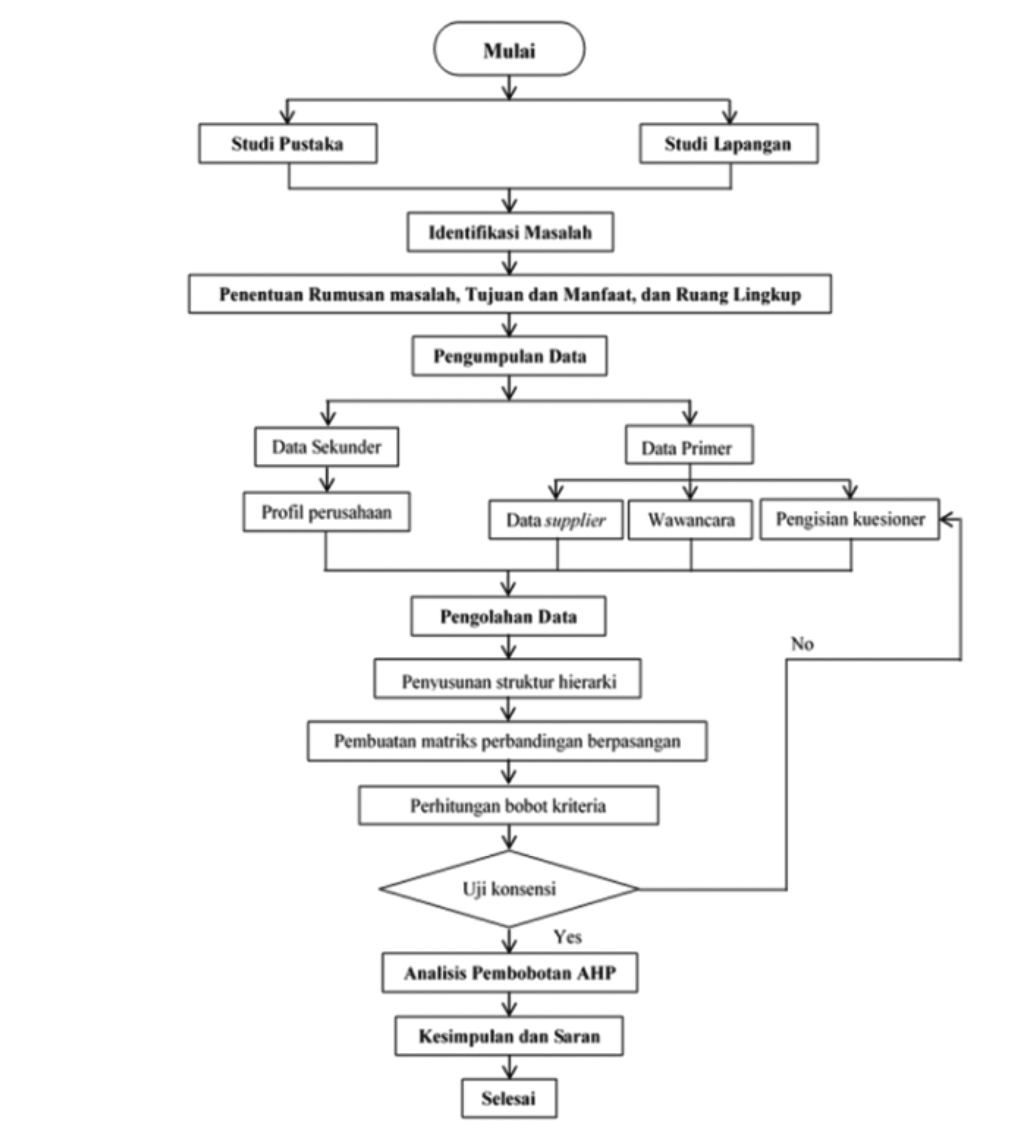 Mulai
Studi Pustaka
Studi Lapangan
Identifikasi Masalah
Penentuan Rumusan masalah, Tujuan dan Manfaat, dan Ruang Lingkup
Pengumpulan Data
Data Sekunder
Data Primer
Profil perusahaan
Data supplier
Wawancara
Pengisian kuesioner
Pengolahan Data
No
Penyusunan struktur hierarki
Pembuatan matriks perbandingan berpasangan
Perhitungan bobot kriteria
Uji konsensi
Yes
Analisis Pembobotan AHP
Kesimpulan dan Saran
Selesai